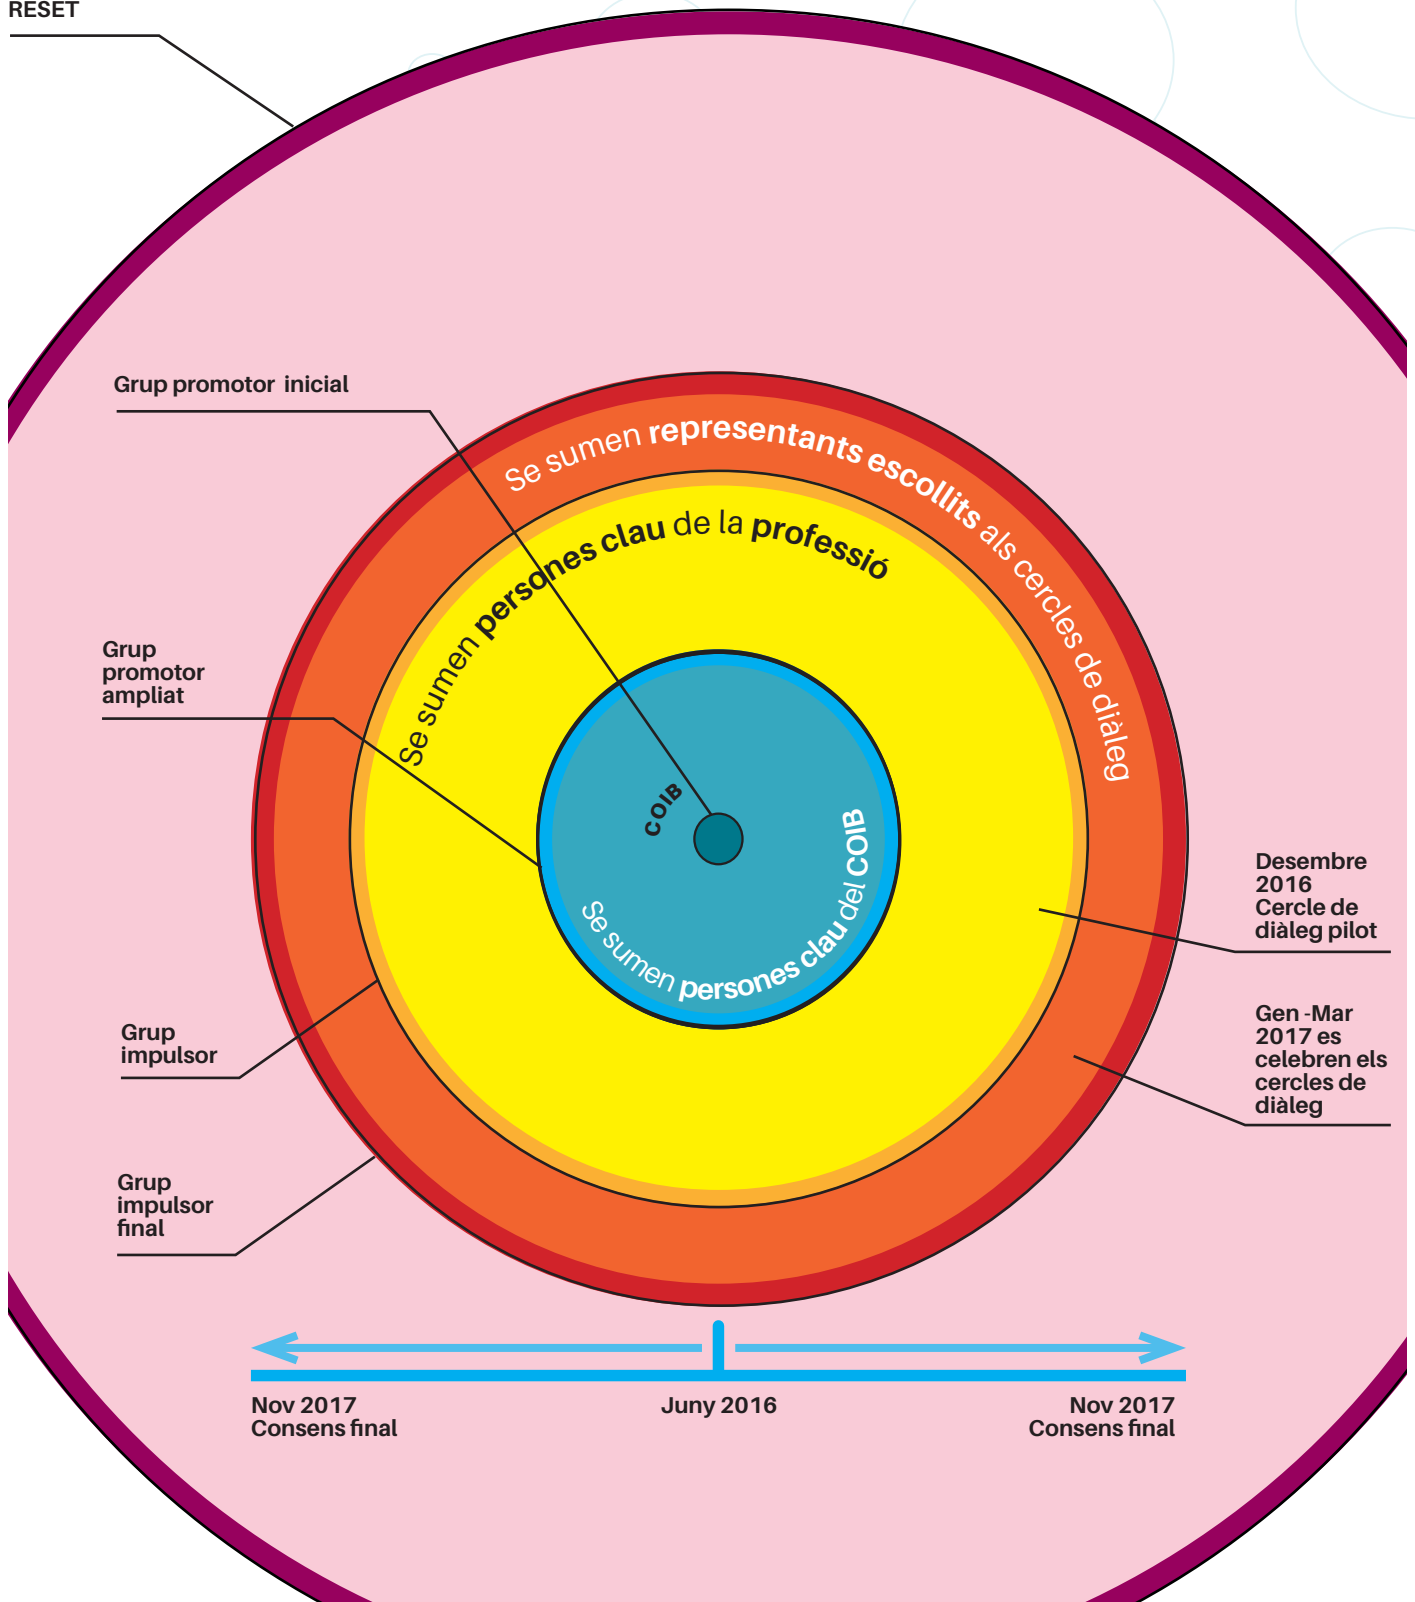 RESET
Grup promotor inicial
Se sumen representants escollits als cercles de diàleg
Se sumen persones clau de la professió
Grup
promotor
ampliat
COIB
Se sumen persones clau del COIB
Desembre
2016
Cercle de
diàleg pilot
Gen -Mar
2017 es
celebren els
cercles de
diàleg
Grup
impulsor
Grup
impulsor
final
Nov 2017
Consens final
Juny 2016
Nov 2017
Consens final